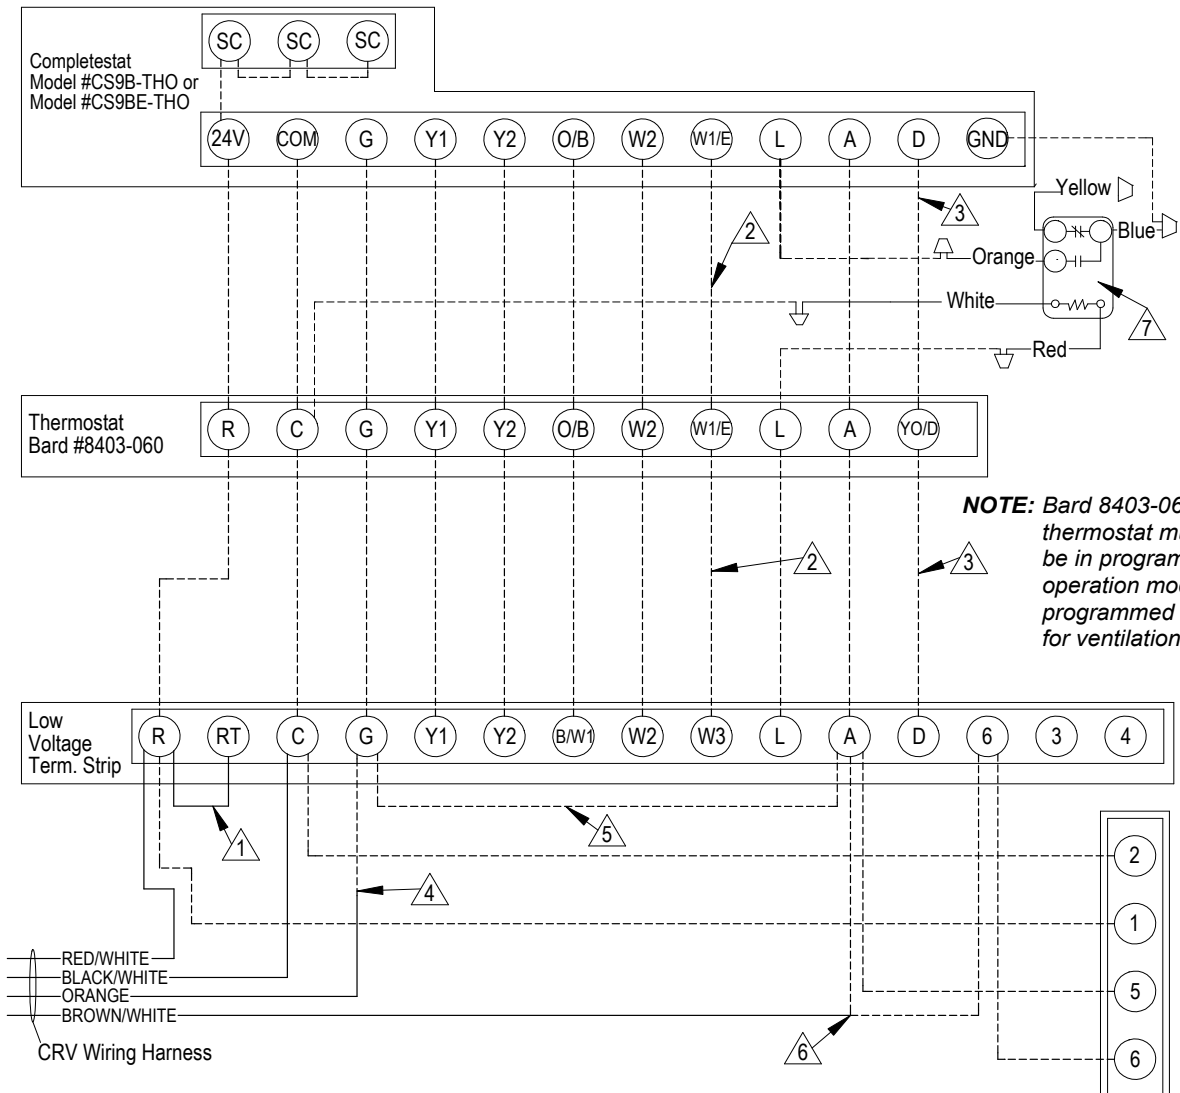 SC SC SC
Completestat
Model #CS9B-THO or
Model #CS9BE-THO
24V COM G Y1 Y2 O/B W2 W1/E L A D GND
Yellow
3
2
Blue
Orange
White
7
Red
Thermostat
Bard #8403-060
R C G Y1 Y2 O/B W2 W1/E L A YO/D
NOTE: Bard 8403-06
thermostat
be in
operation
programmed
for ventilation
2
3
Low
Voltage
Term. Strip
R RT C G Y1 Y2 B/W1 W2 W3 L A D 6 3 4
1
5
2
4
1
RED/WHITE
BLACK/WHITE
ORANGE
BROWN/WHITE
5
6
CRV Wiring Harness
6